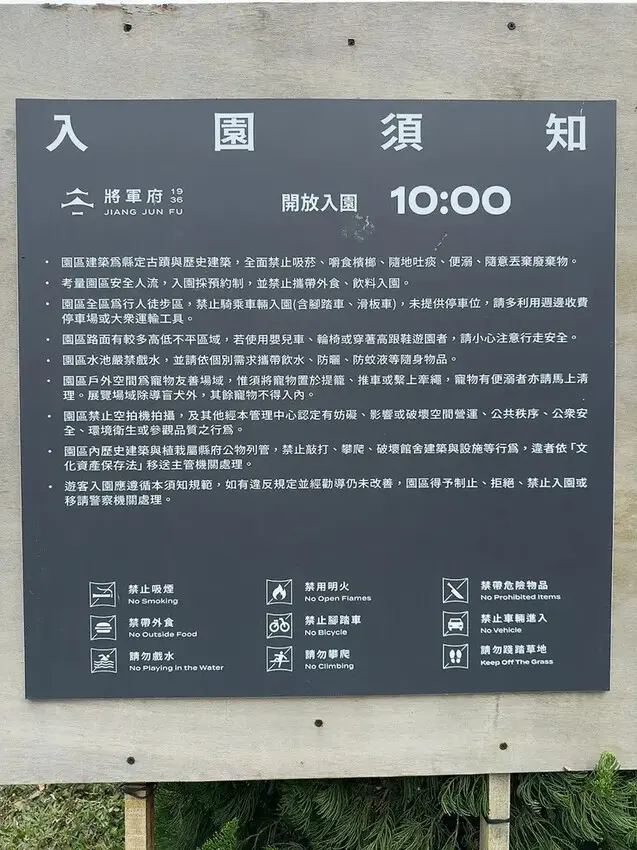 入園須知
將軍府 19 36
JIANG JUN FU
開放入園 10:00
・ 園區建築為縣定古蹟與歷史建築，全面禁止吸菸、嚼食檳榔、隨地吐痰、便溺、隨意丟棄廢棄物。
・ 考量園區安全人流，入園採預約制，並禁止攜帶外食、飲料入園。
・ 園區全區為行人徒步區，禁止騎乘車輛入園(含腳踏車、滑板車)，未提供停車位，請多利用週邊收費
停車場或大眾運輸工具。
・ 園區路面有較多高低不平區域，若使用嬰兒車、輪椅或穿著高跟鞋遊園者，請小心注意行走安全。
・ 園區水池嚴禁戲水，並請依個別需求攜帶飲水、防曬、防蚊液等隨身物品。
・ 園區戶外空間為寵物友善場域，惟須將寵物置於提籠、推車或繫上牽繩，寵物有便溺者亦請馬上清
理。展覽場域除導盲犬外，其餘寵物不得入內。
・ 園區禁止空拍機拍攝，及其他經本管理中心認定有妨礙、影響或破壞空間營運、公共秩序、公眾安
全、環境衛生或參觀品質之行為。
・ 園區內歷史建築與植栽屬縣府公物列管，禁止敲打、攀爬、破壞館舍建築與設施等行為，違者依「文
化資產保存法」移送主管機關處理。
・ 遊客入園應遵循本須知規範，如有違反規定並經勸導仍未改善，園區得予制止、拒絕、禁止入園或
移請警察機關處理。
禁止吸煙
No Smoking
禁用明火
No Open Flames
禁帶危險物品
No Prohibited Items
禁帶外食
No Outside Food
禁止腳踏車
No Bicycle
禁止車輛進入
No Vehicle
請勿戲水
No Playing in the Water
請勿攀爬
No Climbing
請勿踐踏草地
Keep Off The Grass